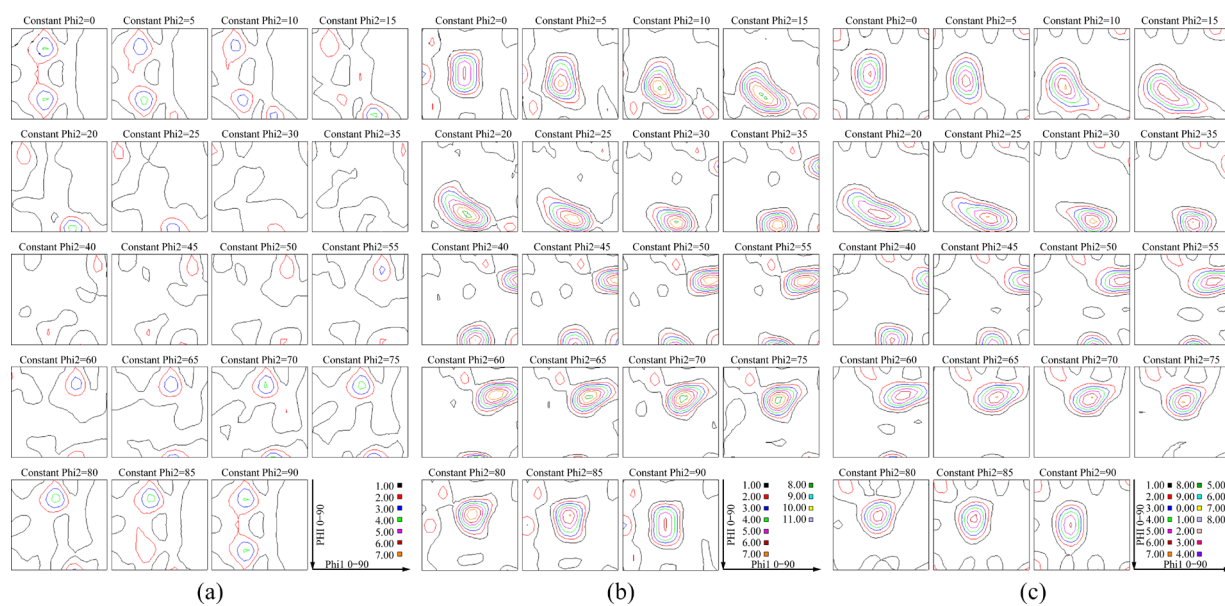 Constant Phi2=0 Constant Phi2=5 Constant Phi2=10 Constant Phi2=15 Constant Phi2=0 Constant Phi2=5 Constant Phi2=10 Constant Phi2=15 Constant Phi2=0 Constant Phi2=5 Constant Phi2=10 Constant Phi2=15
Constant Phi2=20 Constant Phi2=25 Constant Phi2=30 Constant Phi2=35 Constant Phi2=20 Constant Phi2=25 Constant Phi2=30 Constant Phi2=35 Constant Phi2=20 Constant Phi2=25 Constant Phi2=30 Constant Phi2=35
Constant Phi2=40 Constant Phi2=45 Constant Phi2=50 Constant Phi2=55 Constant Phi2=40 Constant Phi2=45 Constant Phi2=50 Constant Phi2=55 Constant Phi2=40 Constant Phi2=45 Constant Phi2=50 Constant Phi2=55
Constant Phi2=60 Constant Phi2=65 Constant Phi2=70 Constant Phi2=75 Constant Phi2=60 Constant Phi2=65 Constant Phi2=70 Constant Phi2=75 Constant Phi2=60 Constant Phi2=65 Constant Phi2=70 Constant Phi2=75
Constant Phi2=80 Constant Phi2=85 Constant Phi2=90 Constant Phi2=80 Constant Phi2=85 Constant Phi2=90 Constant Phi2=80 Constant Phi2=85 Constant Phi2=90
1.00 1.00 8.00 1.00 8.00 5.00
2.00 2.00 9.00 2.00 9.00 6.00
3.00 3.00 10.00 3.00 0.00 7.00
4.00 4.00 11.00 4.00 1.00 8.00
5.00 5.00 5.00 2.00
6.00 6.00 6.00 3.00
7.00 7.00 7.00 4.00
PHI 0-90 PHI 0-90 PHI 0-90
Phi1 0-90 Phi1 0-90 Phi1 0-90
(a) (b) (c)